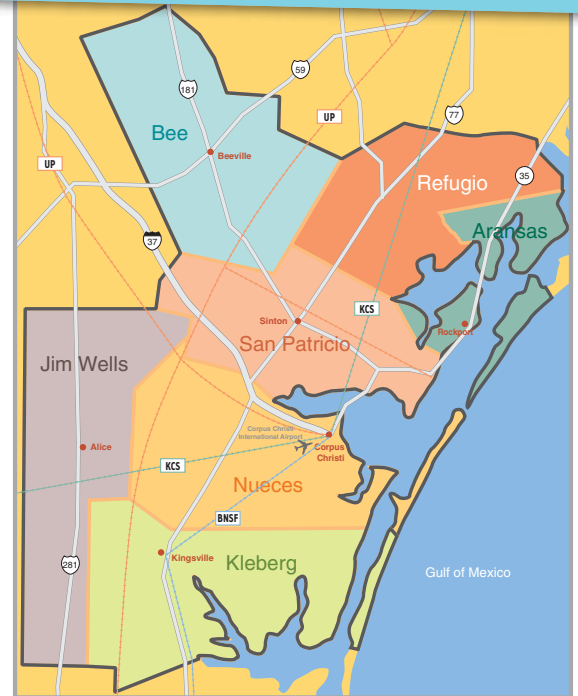 59
181
UP
77
Bee
Beeville
UP
35
Refugio
Aransas
37
KCS
Sinton
Rockport
San Patricio
Jim Wells
Corpus Christi
International Airport
Corpus
Christi
Alice
KCS
Nueces
BNSF
Kingsville
Kleberg
281
Gulf of Mexico